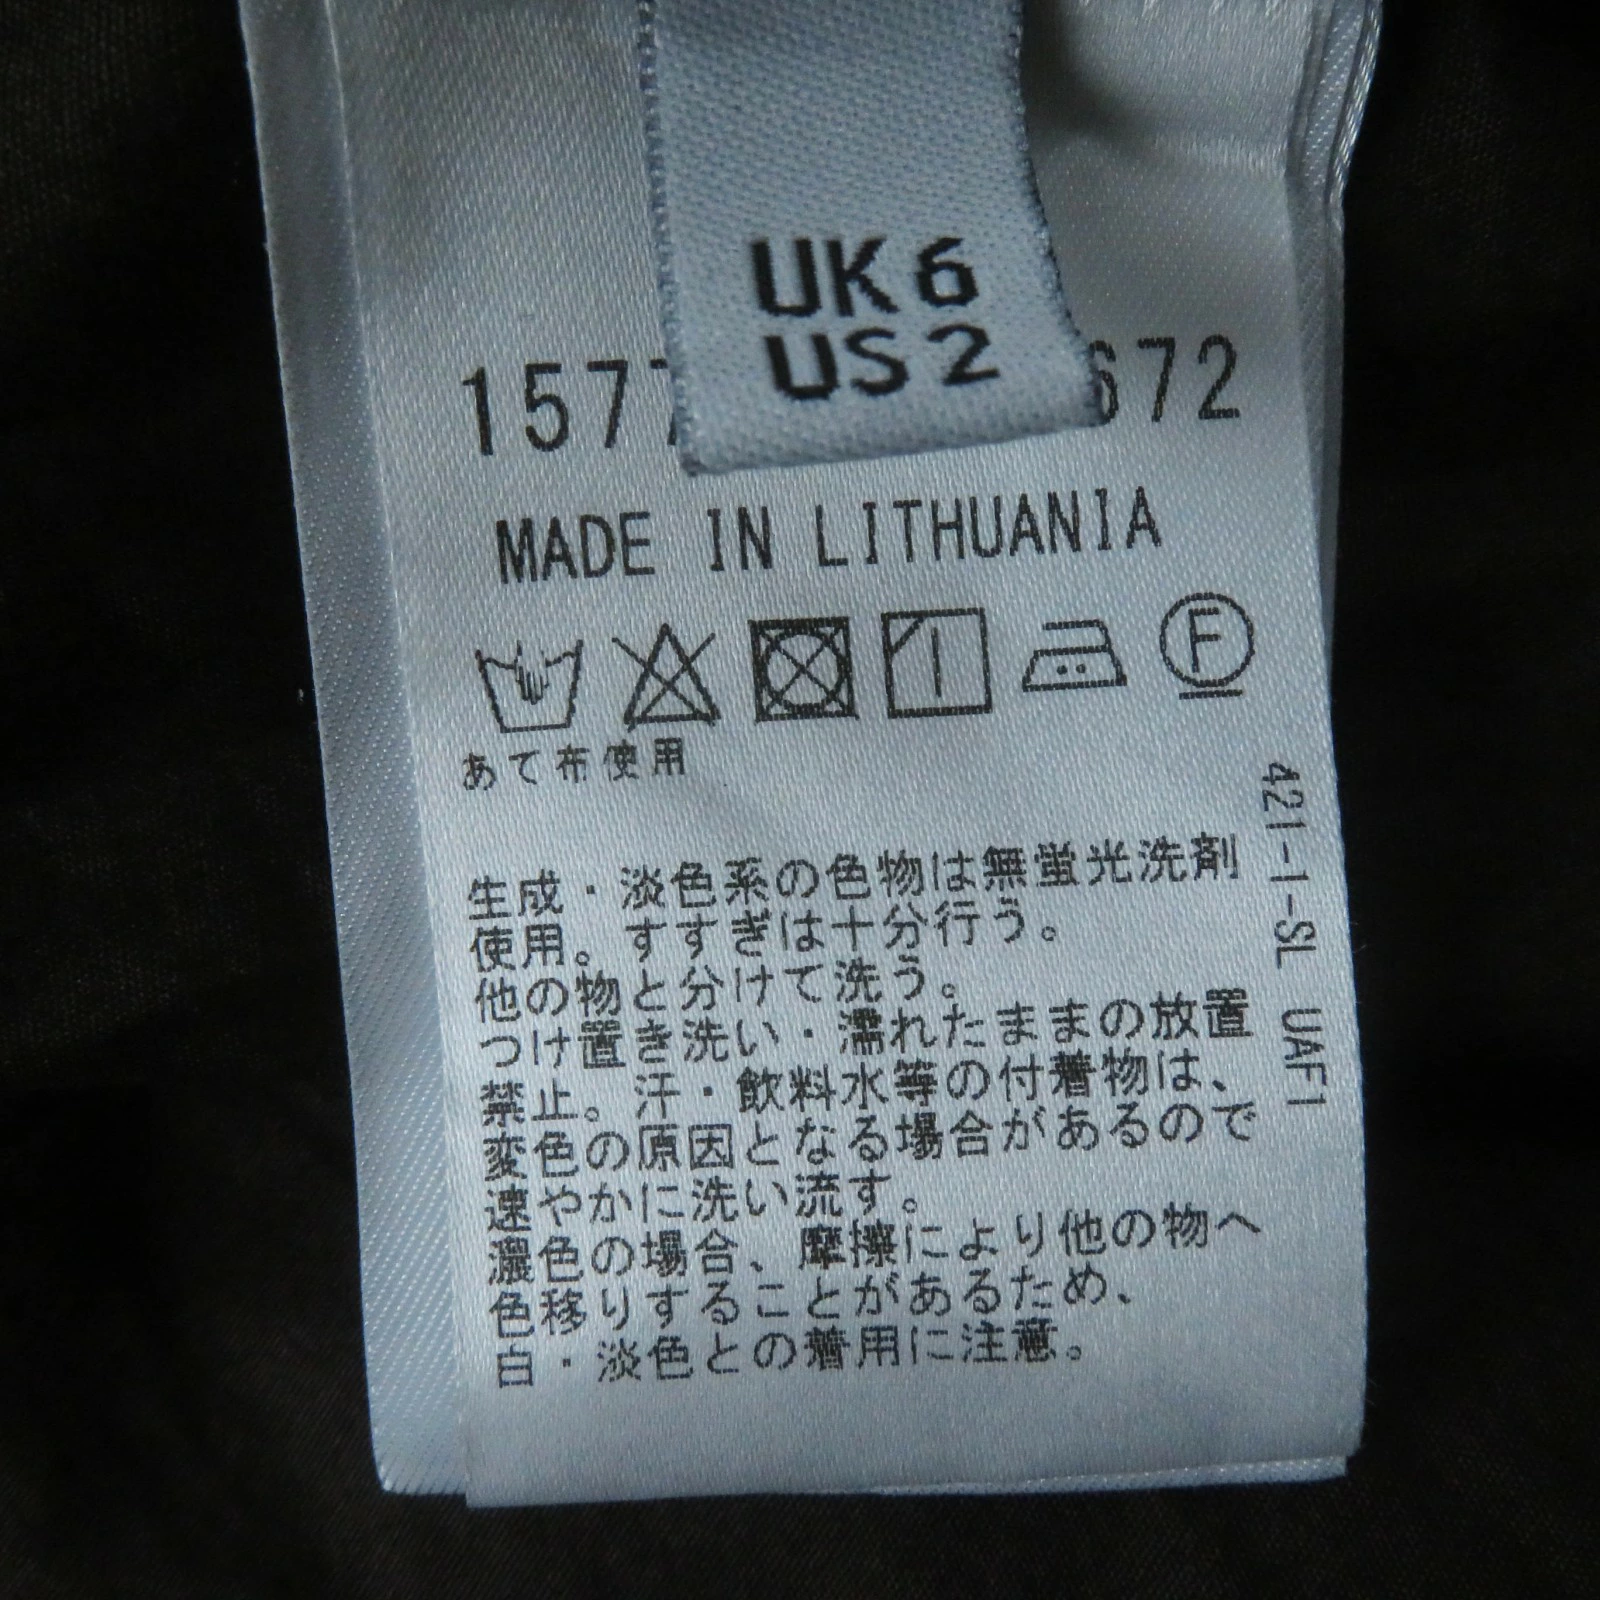 UK 6
US 2
1577
672
MADE IN LITHUANIA
F
あて布使用
生成・淡色系の色物は無蛍光洗剤
使用。すすぎは十分行う。
他の物と分けて洗う。
つけ置き洗い・濡れたままの放置
禁止。汗・飲料水等の付着物は、
変色の原因となる場合があるので
速やかに洗い流す。
濃色の場合、摩擦により他の物へ
色移りすることがあるため、
白・淡色との着用に注意。
421-1-SL UAF1